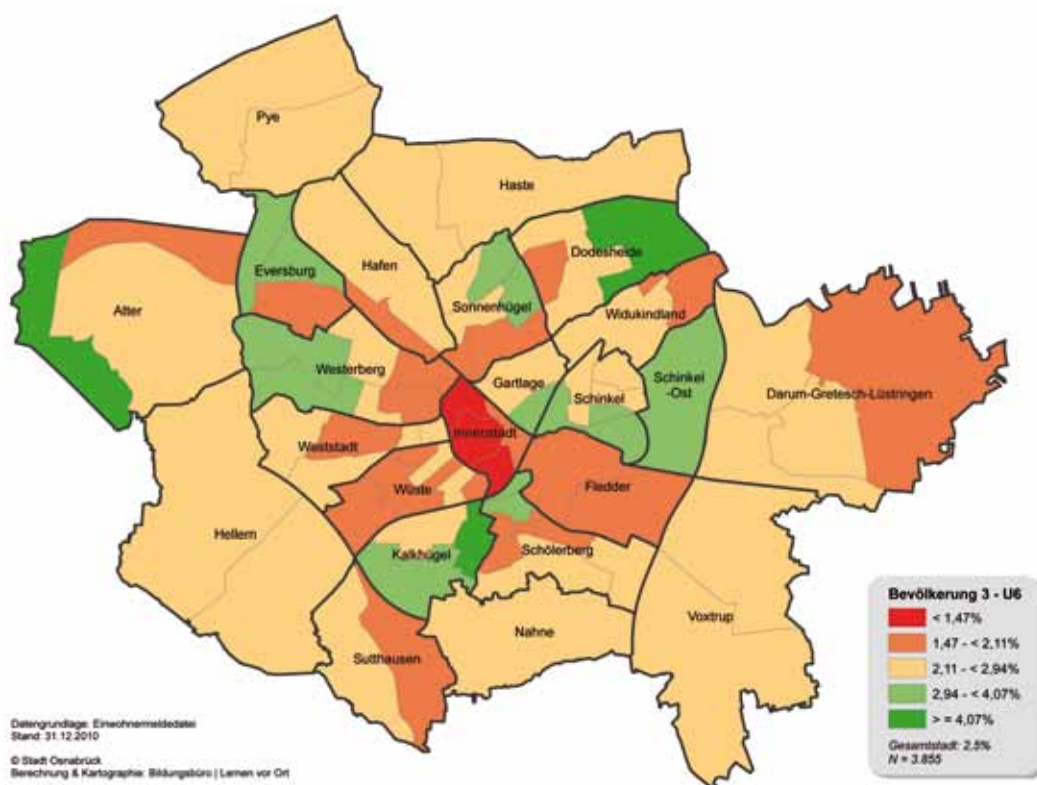 Pye
Haste
Dodesheide
Eversburg
Hafen
Sonnenhügel
Atter
Widukindland
Westerberg
Gartlage
Schinkel
Schinkel
-Ost
Darum-Gretesch-Lüstringen
Innenstadt
Weststadt
Wüste
Fledder
Hellern
Kalkhügel
Schölerberg
Voxtrup
Nahne
Sutthausen
Bevölkerung 3 - U6
< 1,47%
1,47 - < 2,11%
2,11 - < 2,94%
2,94 - < 4,07%
> = 4,07%
Gesamtstadt: 2,5%
N = 3.855
Datengrundlage: Einwohnermeldedatei
Stand: 31.12.2010
© Stadt Osnabrück
Berechnung & Kartographie: Bildungsbüro | Lernen vor Ort